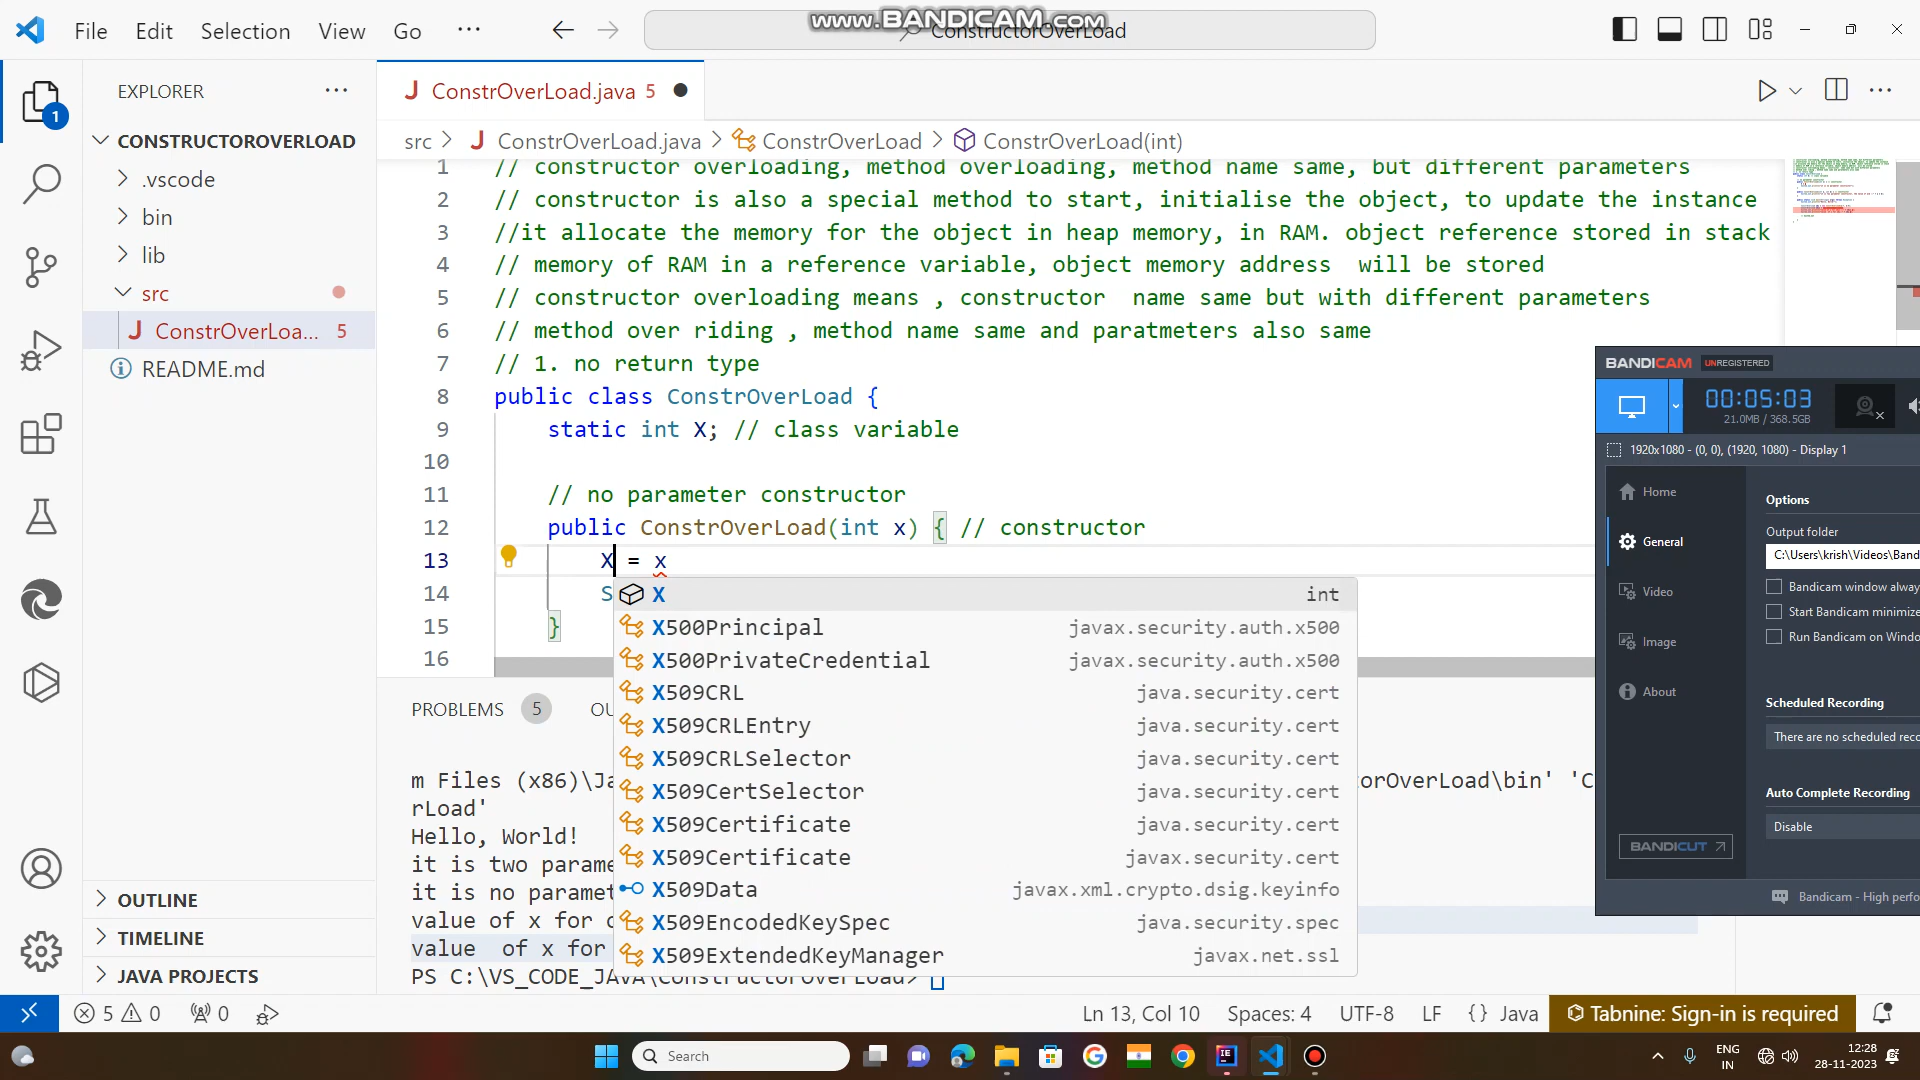 File Edit Selection View Go ...
www.BANDICAM.com
ConstructorOverLoad
EXPLORER
CONSTRUCTOROVERLOAD
.vscode
bin
lib
src
ConstrOverLoa... 5
README.md
OUTLINE
TIMELINE
JAVA PROJECTS
1
ConstrOverLoad.java 5
src > ConstrOverLoad.java > ConstrOverLoad > ConstrOverLoad(int)
1 // constructor overloading, method overloading, method name same, but different parameters
2 // constructor is also a special method to start, initialise the object, to update the instance
3 //it allocate the memory for the object in heap memory, in RAM. object reference stored in stack
4 // memory of RAM in a reference variable, object memory address  will be stored
5 // constructor overloading means , constructor  name same but with different parameters
6 // method over riding , method name same and paratmeters also same
7 // 1. no return type
8 public class ConstrOverLoad {
9 static int X; // class variable
10
11 // no parameter constructor
12 public ConstrOverLoad(int x) { // constructor
13 X = x
14 S
15 }
16
X int
X500Principal javax.security.auth.x500
X500PrivateCredential javax.security.auth.x500
X509CRL java.security.cert
X509CRLEntry java.security.cert
X509CRLSelector java.security.cert
X509CertSelector java.security.cert
X509Certificate java.security.cert
X509Certificate javax.security.cert
X509Data javax.xml.crypto.dsig.keyinfo
X509EncodedKeySpec java.security.spec
X509ExtendedKeyManager javax.net.ssl
PROBLEMS 5 OU
m Files (x86)\Ja
orOverLoad\bin' 'C
rLoad'
Hello, World!
it is two parame
it is no paramet
value of x for
value  of x for
PS C:\VS_CODE_JAVA\ConstructorOverLoad>
BANDICAM UNREGISTERED
00:05:03
21.0MB / 368.5GB
1920x1080 - (0, 0), (1920, 1080) - Display 1
Home
General
Video
Image
About
BANDICUT
Options
Output folder
C:\Users\krish\Videos\Band
Bandicam window alway
Start Bandicam minimize
Run Bandicam on Windo
Scheduled Recording
There are no scheduled reco
Auto Complete Recording
Disable
Bandicam - High perfo
5 0 0
Ln 13, Col 10 Spaces: 4 UTF-8 LF {} Java Tabnine: Sign-in is required
Search
ENG
IN
12:28
28-11-2023